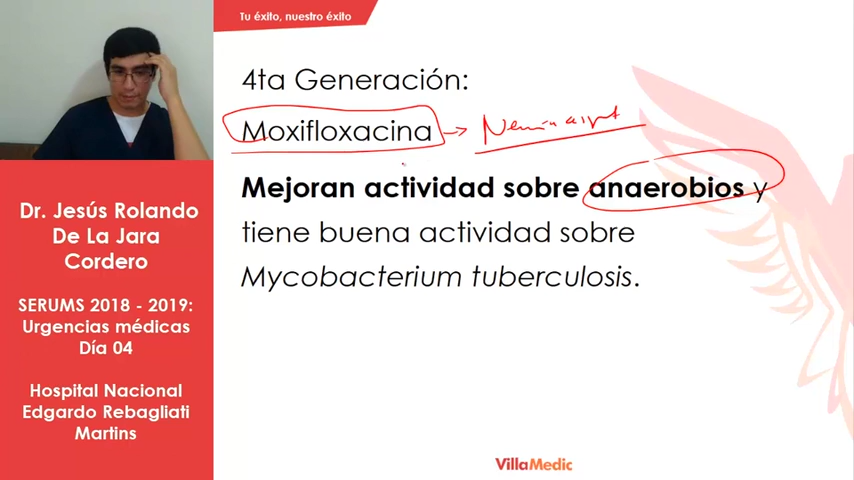 Tu éxito, nuestro éxito
4ta Generación:
Moxifloxacina
Mejoran actividad sobre anaerobios y
tiene buena actividad sobre
Mycobacterium tuberculosis.
Dr. Jesús Rolando
De La Jara
Cordero
SERUMS 2018 - 2019:
Urgencias médicas
Día 04
Hospital Nacional
Edgardo Rebagliati
Martins
VillaMedic